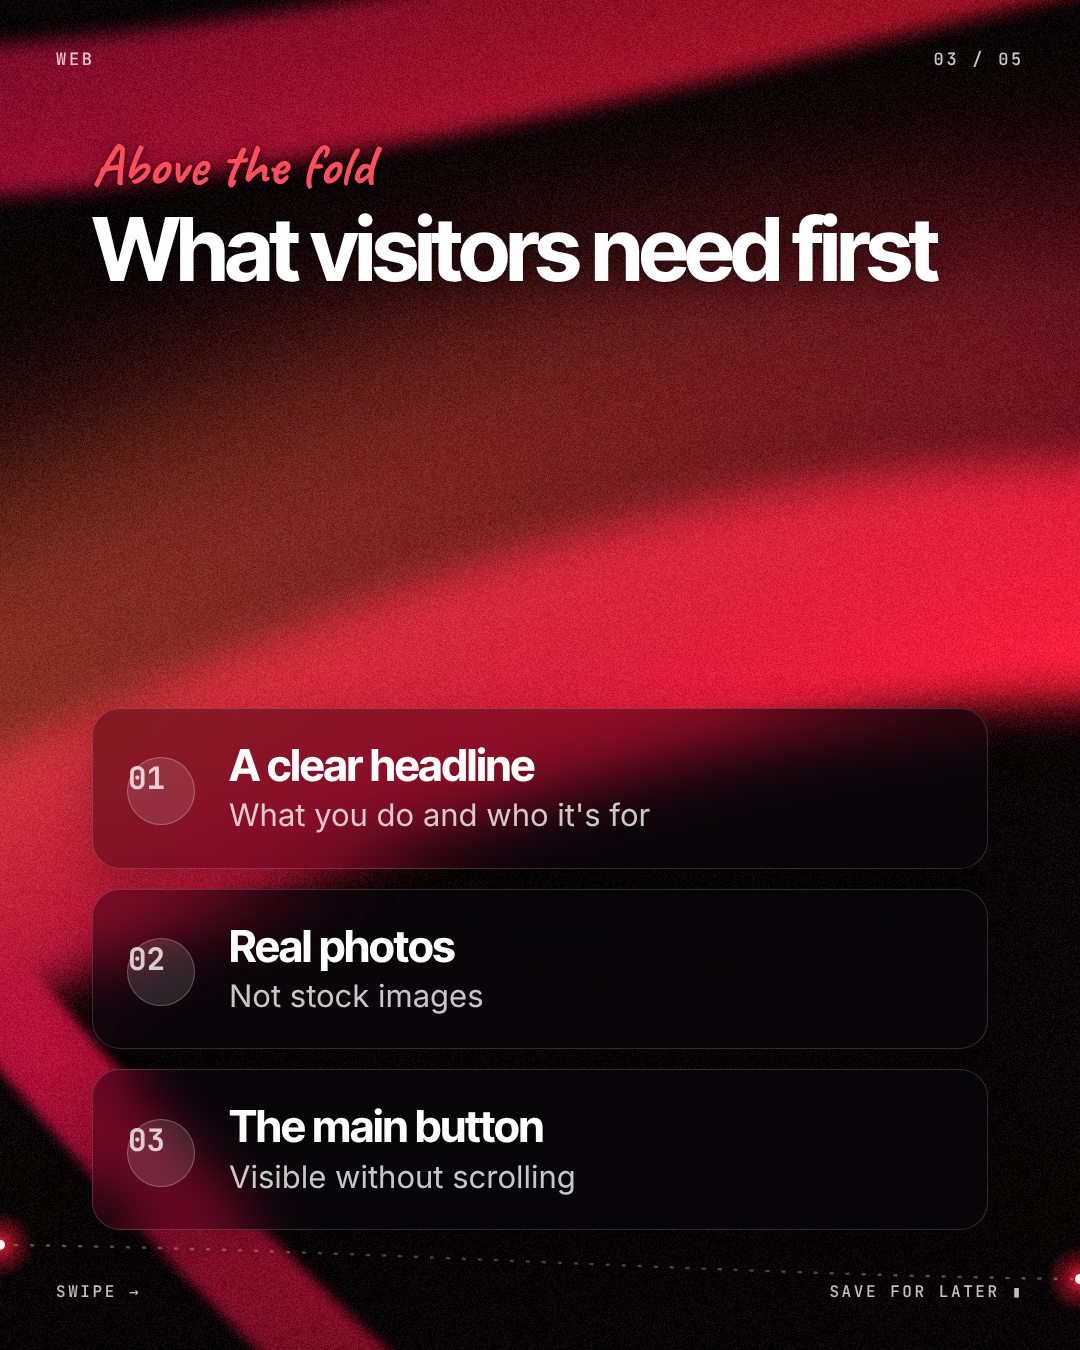 WEB
03 / 05
Above the fold
What visitors need first
01
A clear headline
What you do and who it's for
02
Real photos
Not stock images
03
The main button
Visible without scrolling
SWIPE →
SAVE FOR LATER ▮